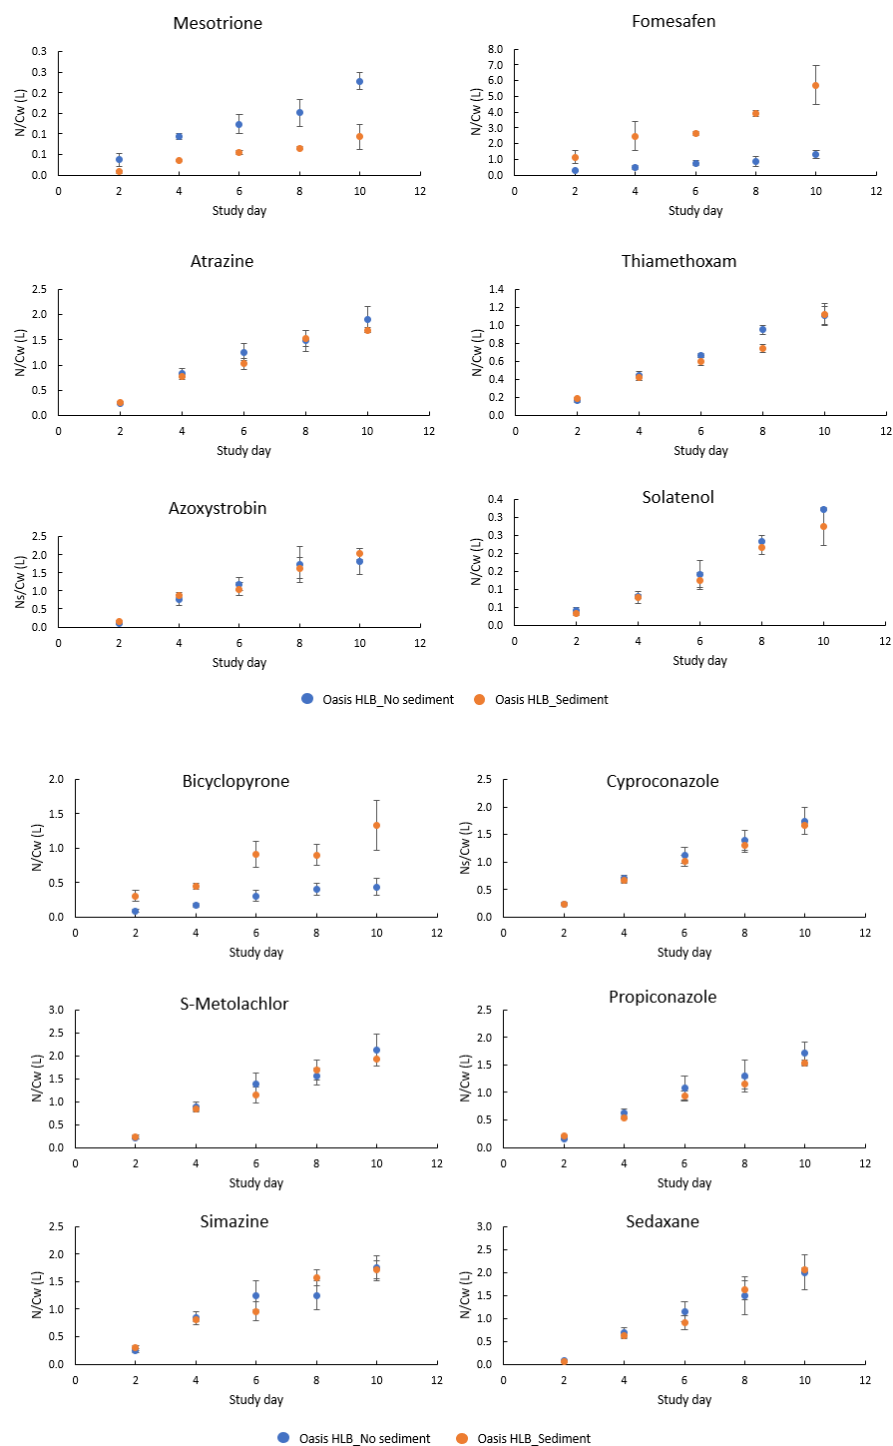 Mesotrione
N/Cw (L)
0.3
0.3
0.2
0.2
0.1
0.1
0.0
0 2 4 6 8 10 12
Study day
Fomesafen
N/Cw (L)
8.0
7.0
6.0
5.0
4.0
3.0
2.0
1.0
0.0
0 2 4 6 8 10 12
Study day
Atrazine
N/Cw (L)
2.5
2.0
1.5
1.0
0.5
0.0
0 2 4 6 8 10 12
Study day
Thiamethoxam
N/Cw (L)
1.4
1.2
1.0
0.8
0.6
0.4
0.2
0.0
0 2 4 6 8 10 12
Study day
Azoxystrobin
Ns/Cw (L)
2.5
2.0
1.5
1.0
0.5
0.0
0 2 4 6 8 10 12
Study day
Solatenol
N/Cw (L)
0.4
0.3
0.3
0.2
0.2
0.1
0.1
0.0
0 2 4 6 8 10 12
Study day
Oasis HLB_No sediment Oasis HLB_Sediment
Bicyclopyrone
N/Cw (L)
2.0
1.5
1.0
0.5
0.0
0 2 4 6 8 10 12
Study day
Cyproconazole
Ns/Cw (L)
2.5
2.0
1.5
1.0
0.5
0.0
0 2 4 6 8 10 12
Study day
S-Metolachlor
N/Cw (L)
3.0
2.5
2.0
1.5
1.0
0.5
0.0
0 2 4 6 8 10 12
Study day
Propiconazole
N/Cw (L)
2.5
2.0
1.5
1.0
0.5
0.0
0 2 4 6 8 10 12
Study day
Simazine
N/Cw (L)
2.5
2.0
1.5
1.0
0.5
0.0
0 2 4 6 8 10 12
Study day
Sedaxane
N/Cw (L)
3.0
2.5
2.0
1.5
1.0
0.5
0.0
0 2 4 6 8 10 12
Study day
Oasis HLB_No sediment Oasis HLB_Sediment